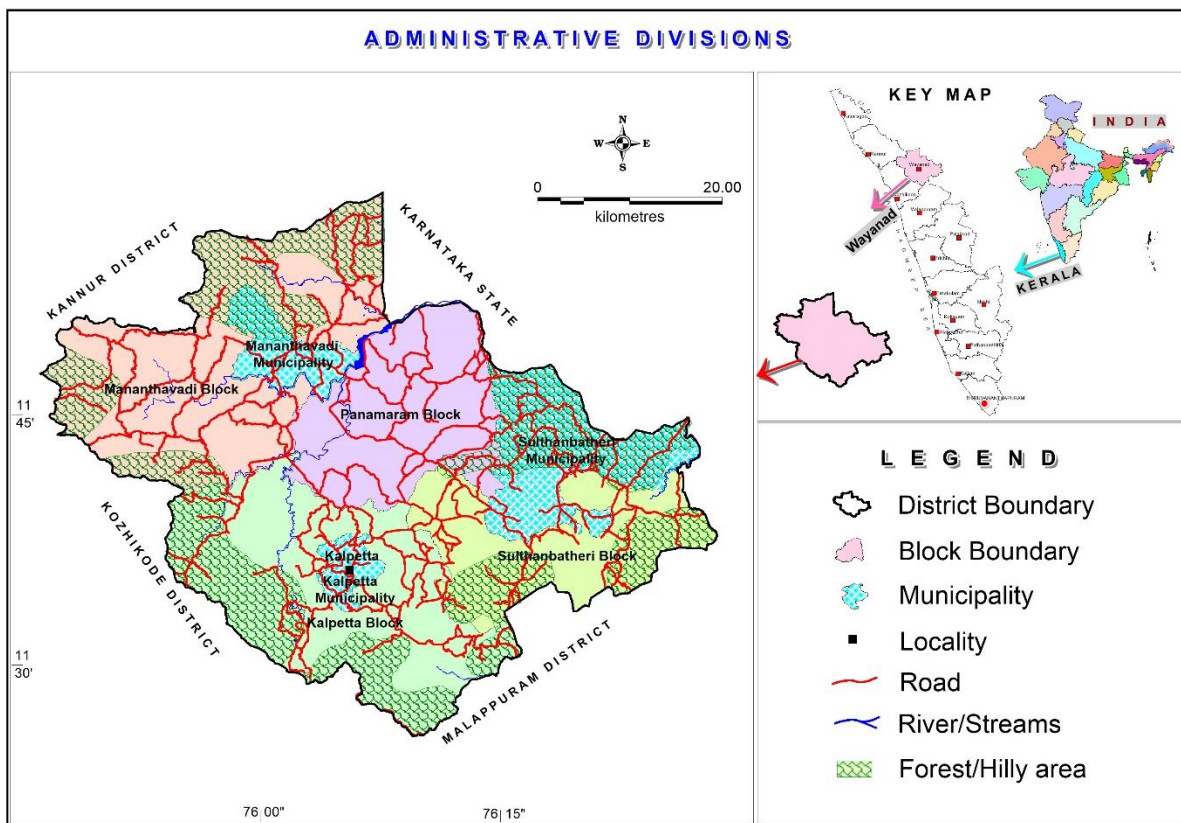 ADMINISTRATIVE DIVISIONS
N
W E
S
0 20.00
kilometres
KANNUR DISTRICT
KARNATAKA STATE
Mananthavadi
Municipality
Mananthavadi Block
Panamaram Block
Sulthanbatheri
Municipality
Sulthanbatheri Block
Kalpetta
Kalpetta
Municipality
Kalpetta Block
KOZHIKODE DISTRICT
MALAPPURAM DISTRICT
11
45'
11
30'
76 00"
76 15"
KEY MAP
INDIA
Wayanad
Wayanad
KERALA
LEGEND
District Boundary
Block Boundary
Municipality
Locality
Road
River/Streams
Forest/Hilly area